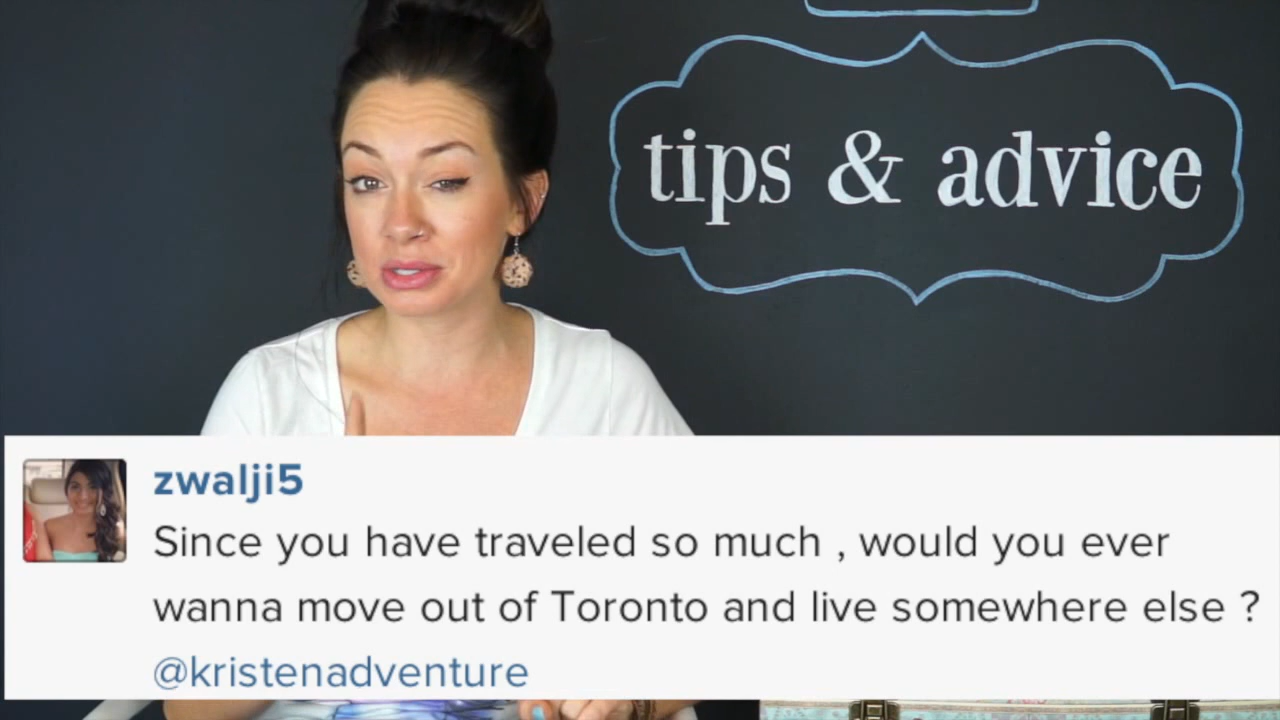 tips & advice
zwalji5
Since you have traveled so much , would you ever
wanna move out of Toronto and live somewhere else ?
@kristenadventure